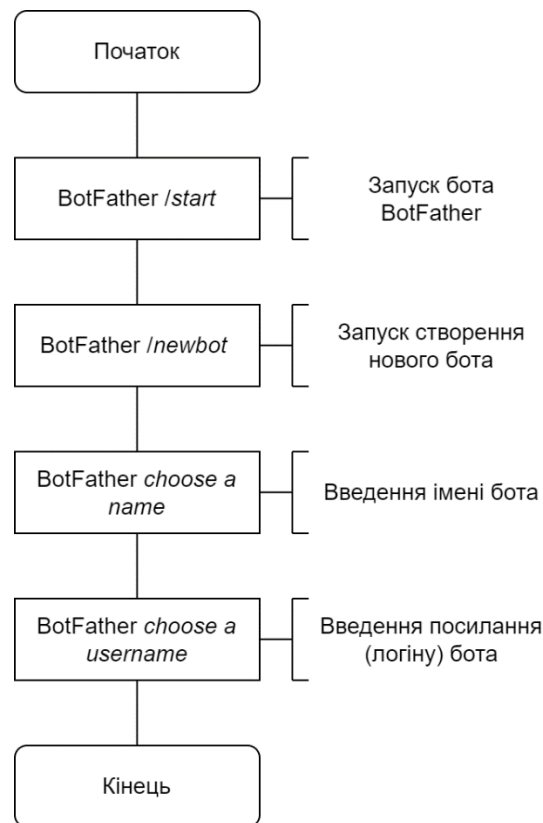 Початок
BotFather /start
Запуск бота
BotFather
BotFather /newbot
Запуск створення
нового бота
BotFather choose a
name
Введення імені бота
BotFather choose a
username
Введення посилання
(логіну) бота
Кінець